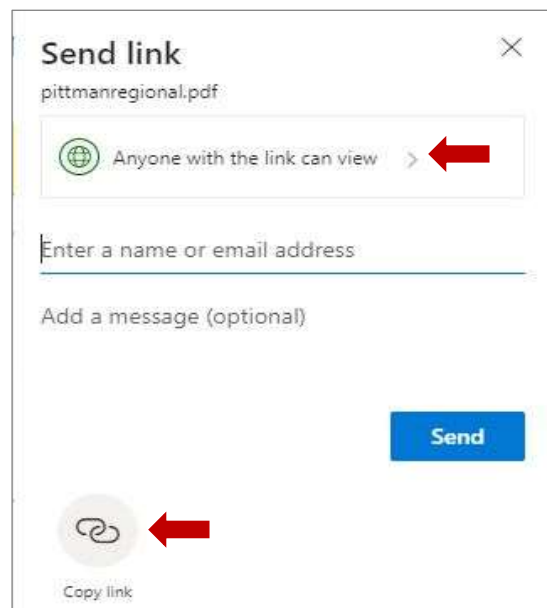 Send link
pittmanregional.pdf
Anyone with the link can view
Enter a name or email address
Add a message (optional)
Send
Copy link